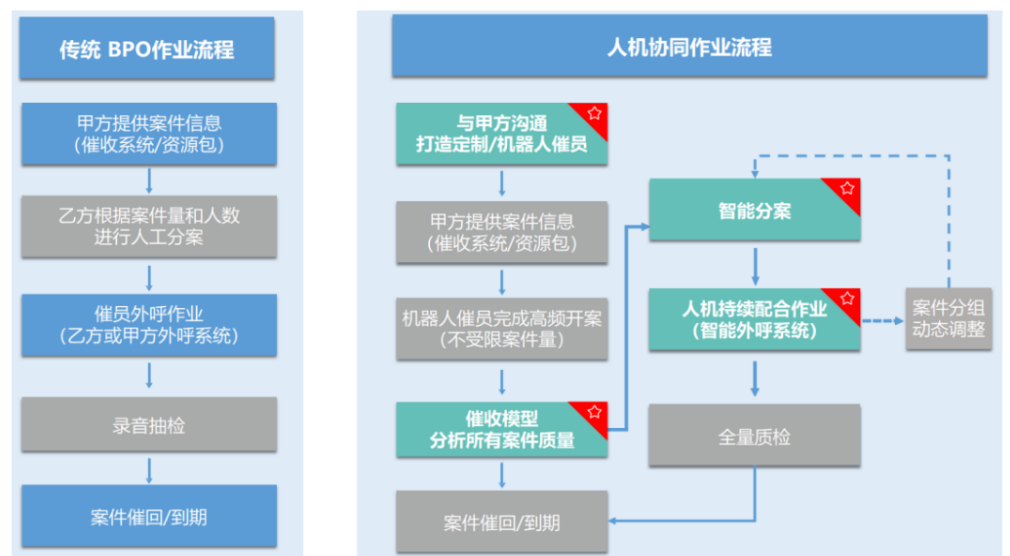 传统 BPO作业流程
甲方提供案件信息
(催收系统/资源包)
乙方根据案件量和人数
进行人工分案
催员外呼作业
(乙方或甲方外呼系统)
录音抽检
案件催回/到期
人机协同作业流程
与甲方沟通
打造定制/机器人催员
甲方提供案件信息
(催收系统/资源包)
机器人催员完成高频开案
(不受限案件量)
催收模型
分析所有案件质量
案件催回/到期
智能分案
人机持续配合作业
(智能外呼系统)
全量质检
案件分组
动态调整